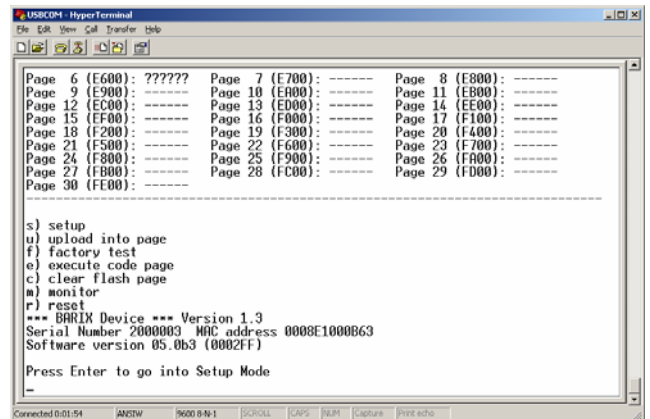 USBCOM - HyperTerminal
File Edit View Call Transfer Help
Page 6 (E600): ?????? Page 7 (E700): ------ Page 8 (E800): ------
Page 9 (E900): ------ Page 10 (EA00): ------ Page 11 (EB00): ------
Page 12 (EC00): ------ Page 13 (ED00): ------ Page 14 (EE00): ------
Page 15 (EF00): ------ Page 16 (F000): ------ Page 17 (F100): ------
Page 18 (F200): ------ Page 19 (F300): ------ Page 20 (F400): ------
Page 21 (F500): ------ Page 22 (F600): ------ Page 23 (F700): ------
Page 24 (F800): ------ Page 25 (F900): ------ Page 26 (FA00): ------
Page 27 (FB00): ------ Page 28 (FC00): ------ Page 29 (FD00): ------
Page 30 (FE00): ------
s) setup
u) upload into page
f) factory test
e) execute code page
c) clear flash page
m) monitor
r) reset
*** BARIX Device *** Version 1.3
Serial Number 2000003 MAC address 0008E1000B63
Software version 05.0b3 (0002FF)
Press Enter to go into Setup Mode
Connected 0:01:54 ANSIW 9600 8-N-1 SCROLL CAPS NUM Capture Print echo